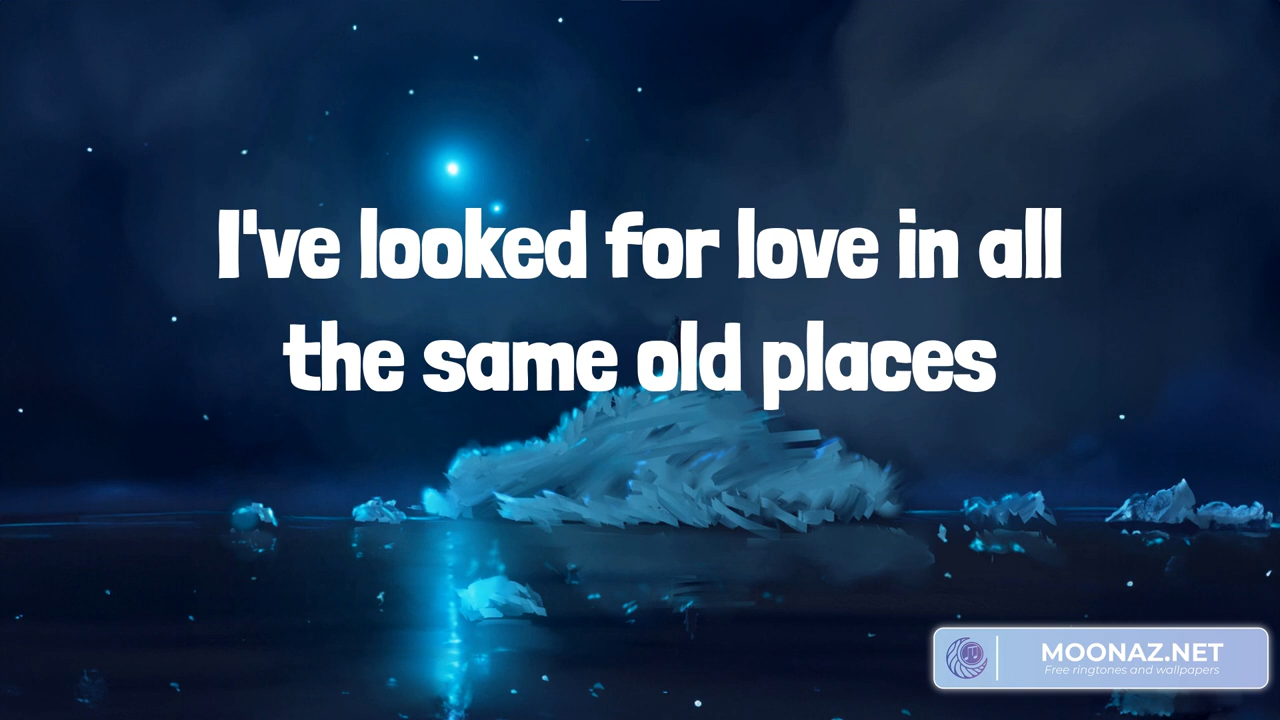 I've looked for love in all
the same old places
MOONAZ.NET
Free ringtones and wallpapers